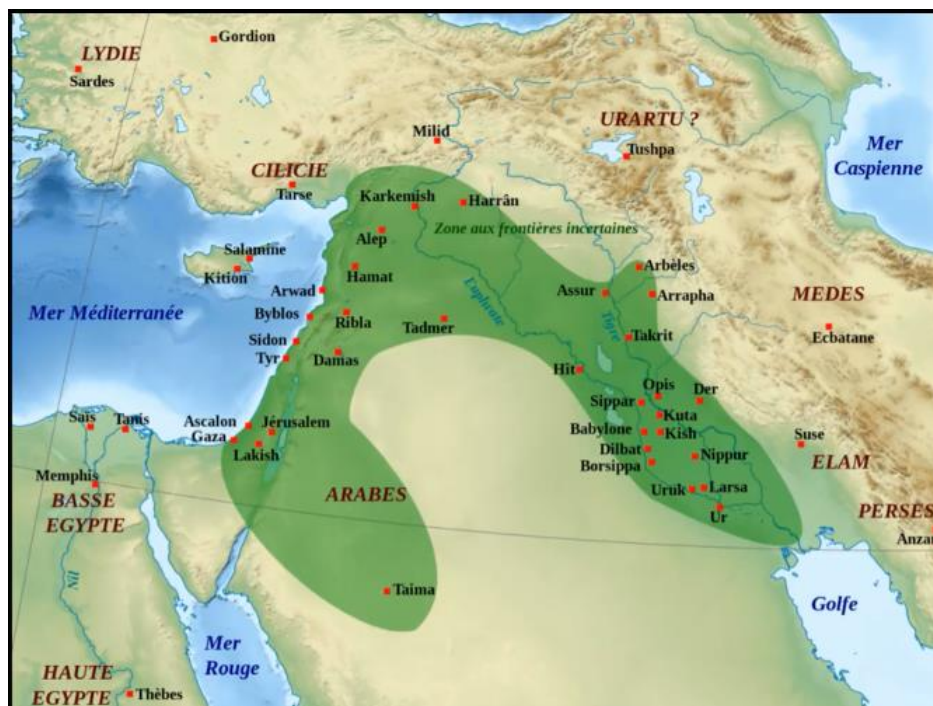 Gordion
LYDIE
Sardes
Milid
URARTU ?
Tushpa
Mer
Caspienne
CILICIE
Tarse
Karkemish
Harrân
Zone aux frontières incertaines
Alep
Salamine
Kition
Hamat
Arbèles
Arwad
Assur
Arrapha
MEDES
Mer Méditerranée
Byblos
Ribla
Tadmer
Euphrate
Tigre
Takrit
Ecbatane
Sidon
Tyr
Damas
Hît
Opis
Der
Sippar
Kuta
Saïs
Tanis
Ascalon
Jérusalem
Gaza
Lakish
Babylone
Kish
Suse
Dilbat
Borsippa
Nippur
ELAM
Memphis
BASSE
EGYPTE
ARABES
Uruk
Larsa
Ur
PERSES
Anzan
Nil
Taima
Golfe
Mer
Rouge
HAUTE
EGYPTE
Thèbes